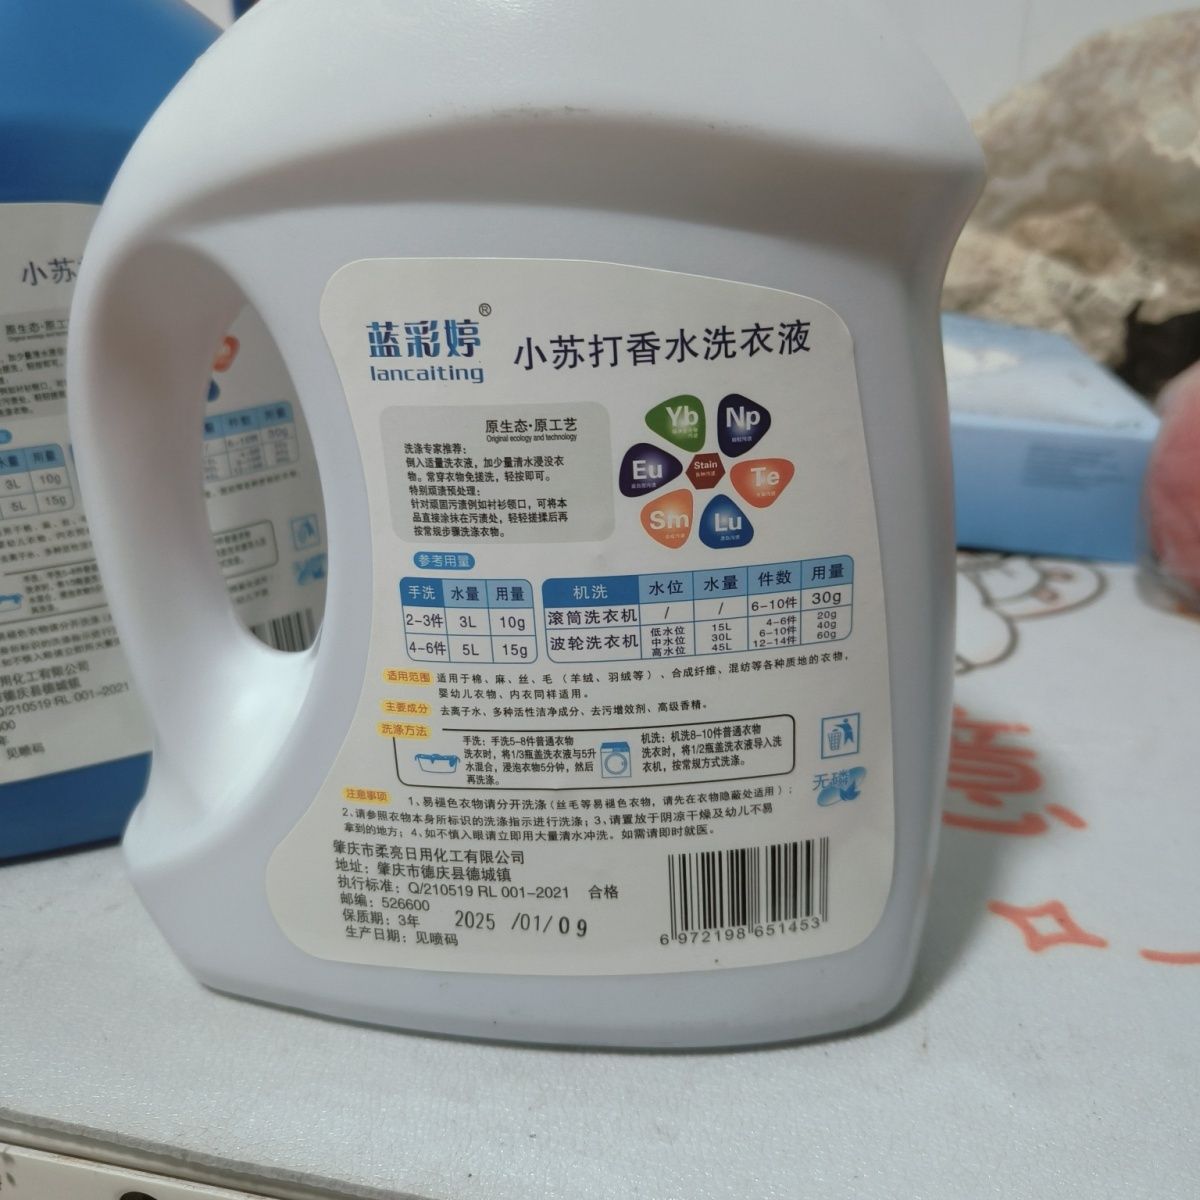 蓝彩婷®
lancaiting
小苏打香水洗衣液
原生态·原工艺
Original ecology and technology
洗涤专家推荐：
倒入适量洗衣液，加少量清水浸没衣
物。常穿衣物免搓洗，轻按即可。
特别顽渍预处理：
针对顽固污渍例如衬衫领口，可将本
品直接涂抹在污渍处，轻轻搓揉后再
按常规步骤洗涤衣物。
Yb
Np
Eu
Stain
Te
Sm
Lu
参考用量
手洗 水量 用量
2-3件 3L 10g
4-6件 5L 15g
机洗 水位 水量 件数 用量
滚筒洗衣机 / / 6-10件 30g
波轮洗衣机 低水位 15L 4-6件 20g
中水位 30L 6-10件 40g
高水位 45L 12-14件 60g
适用范围 适用于棉、麻、丝、毛（羊绒、羽绒等）、合成纤维、混纺等各种质地的衣物，
婴幼儿衣物、内衣同样适用。
主要成分 去离子水、多种活性洁净成分、去污增效剂、高级香精。
洗涤方法
手洗：手洗5-8件普通衣物
洗衣时，将1/3瓶盖洗衣液与5升
水混合，浸泡衣物5分钟，然后
再洗涤。
机洗：机洗8-10件普通衣物
洗衣时，将1/2瓶盖洗衣液导入洗
衣机，按常规方式洗涤。
无磷
注意事项 1、易褪色衣物请分开洗涤（丝毛等易褪色衣物，请先在衣物隐蔽处适用）；
2、请参照衣物本身所标识的洗涤指示进行洗涤；3、请置放于阴凉干燥及幼儿不易
拿到的地方；4、如不慎入眼请立即用大量清水冲洗。如需请即时就医。
肇庆市柔亮日用化工有限公司
地址：肇庆市德庆县德城镇
执行标准：Q/210519 RL 001-2021 合格
邮编：526600
保质期：3年 2025/01/09
生产日期：见喷码
6 972198 651453